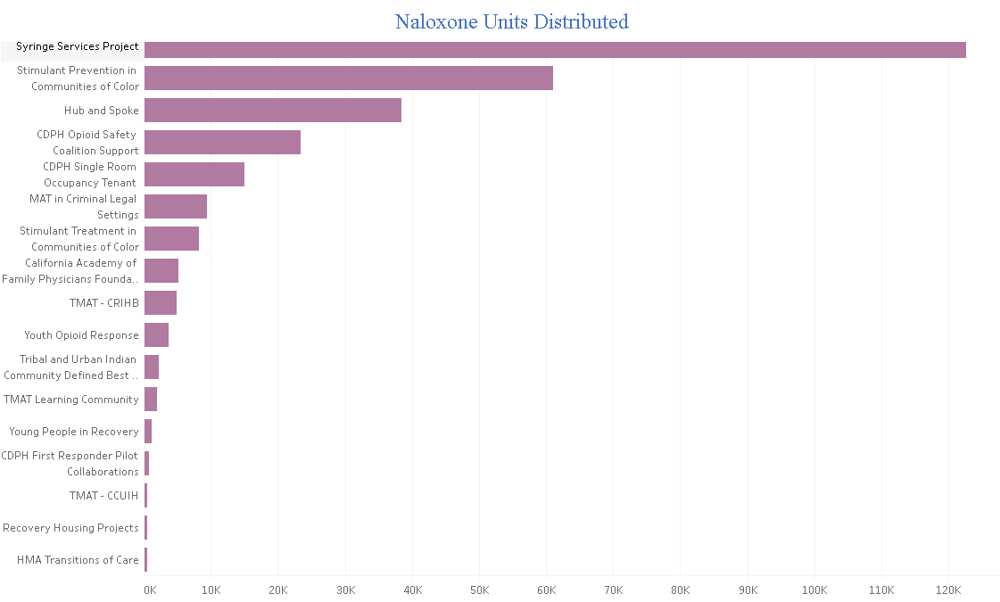 Naloxone Units Distributed
Syringe Services Project
Stimulant Prevention in
Communities of Color
Hub and Spoke
CDPH Opioid Safety
Coalition Support
CDPH Single Room
Occupancy Tenant
MAT in Criminal Legal
Settings
Stimulant Treatment in
Communities of Color
California Academy of
Family Physicians Founda..
TMAT - CRIHB
Youth Opioid Response
Tribal and Urban Indian
Community Defined Best ..
TMAT Learning Community
Young People in Recovery
CDPH First Responder Pilot
Collaborations
TMAT - CCUIH
Recovery Housing Projects
HMA Transitions of Care
0K 10K 20K 30K 40K 50K 60K 70K 80K 90K 100K 110K 120K